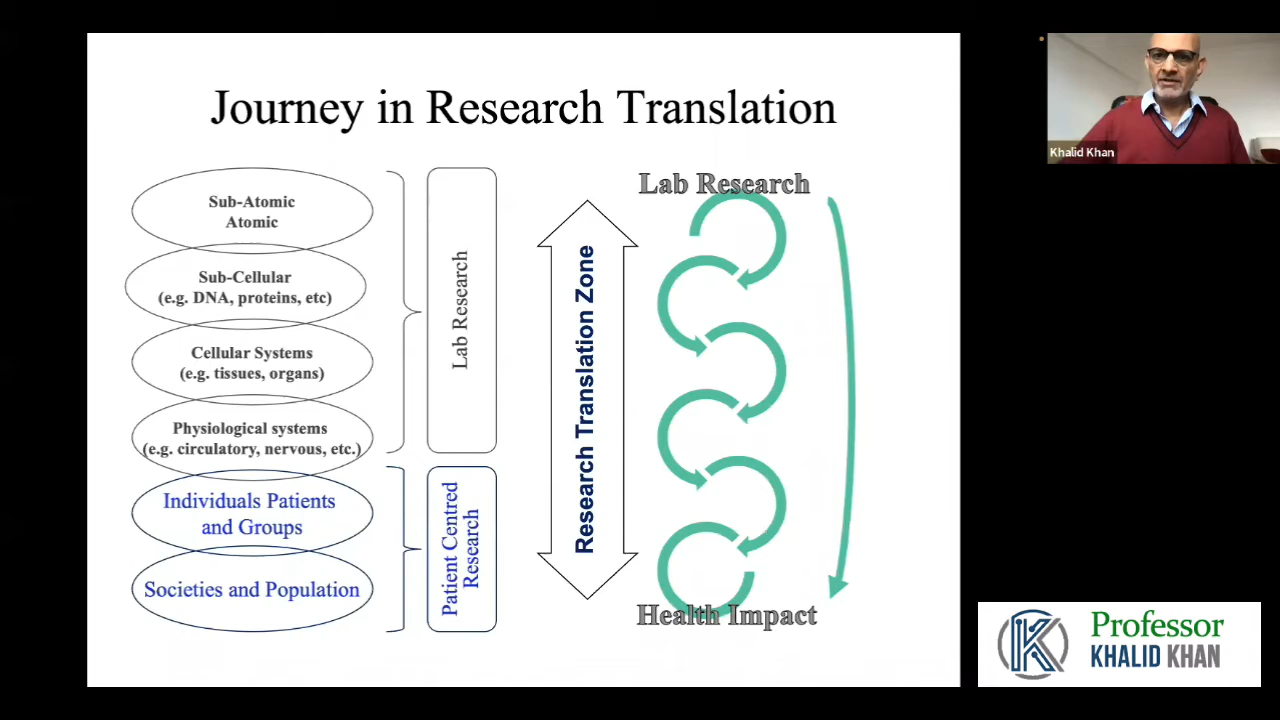 Journey in Research Translation
Sub-Atomic
Atomic
Sub-Cellular
(e.g. DNA, proteins, etc)
Cellular Systems
(e.g. tissues, organs)
Physiological systems
(e.g. circulatory, nervous, etc.)
Individuals Patients
and Groups
Societies and Population
Lab Research
Patient Centred
Research
Research Translation Zone
Lab Research
Health Impact
Khalid Khan
Professor
KHALID KHAN